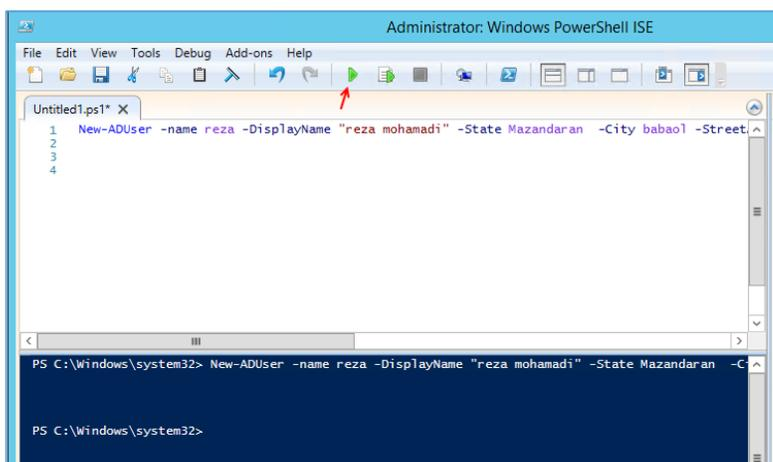 Administrator: Windows PowerShell ISE
File Edit View Tools Debug Add-ons Help
Untitled1.ps1* X
1 New-ADUser -name reza -DisplayName "reza mohamadi" -State Mazandaran -City babaol -Street
2
3
4
PS C:\Windows\system32> New-ADUser -name reza -DisplayName "reza mohamadi" -State Mazandaran
PS C:\Windows\system32>